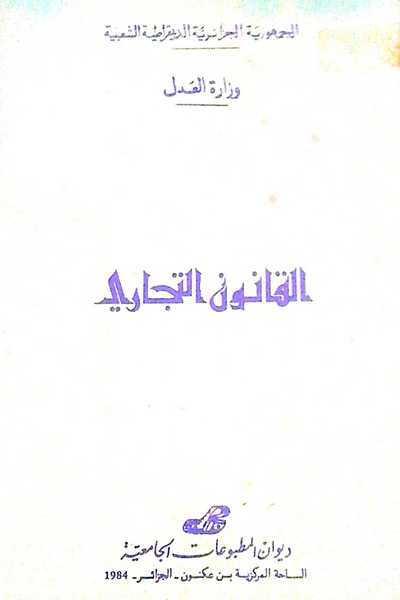 الجمهورية الجزائرية الديمقراطية الشعبية
وزارة العدل
القانون التجاري
ديوان المطبوعات الجامعية
الساحة المركزية بن عكنون - الجزائر - 1984